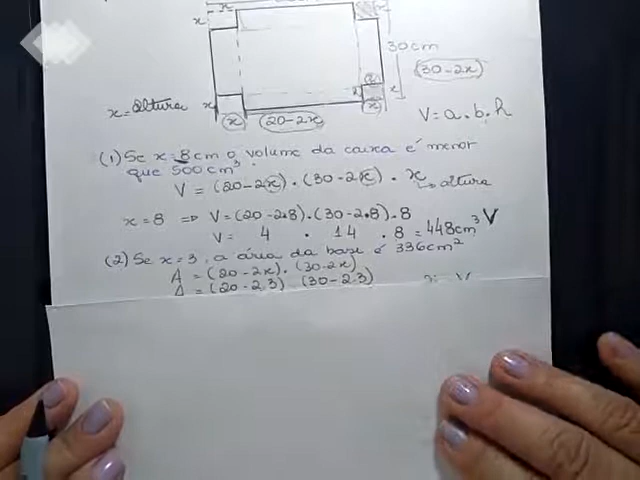 x
x
30cm
(30-2x)
x
x
x
x = altura
x
x
x
(20-2x)
V=a.b.h
(1) Se x=8cm o volume da caixa é menor
que 500cm³.
V = (20-2x).(30-2x).x → altura
x=8 => V=(20-2.8).(30-2.8).8
V= 4 . 14 . 8 = 448cm³ V
(2) Se x=3, a área da base é 336cm²
A = (20-2x).(30-2x)
A = (20-2.3) (30-2.3)